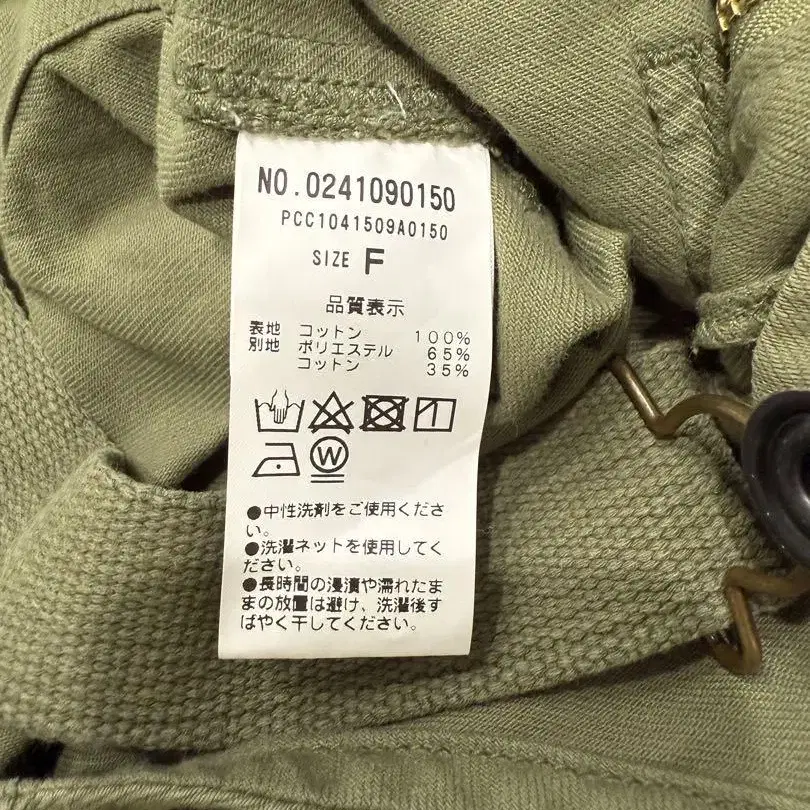 NO.0241090150
PCC1041509A0150
SIZE F
品質表示
表地 コットン 100%
別地 ポリエステル 65%
コットン 35%
W
●中性洗剤をご使用くださ
い。
●洗濯ネットを使用してく
ださい。
●長時間の浸漬や濡れたま
まの放置は避け、洗濯後す
ばやく干してください。